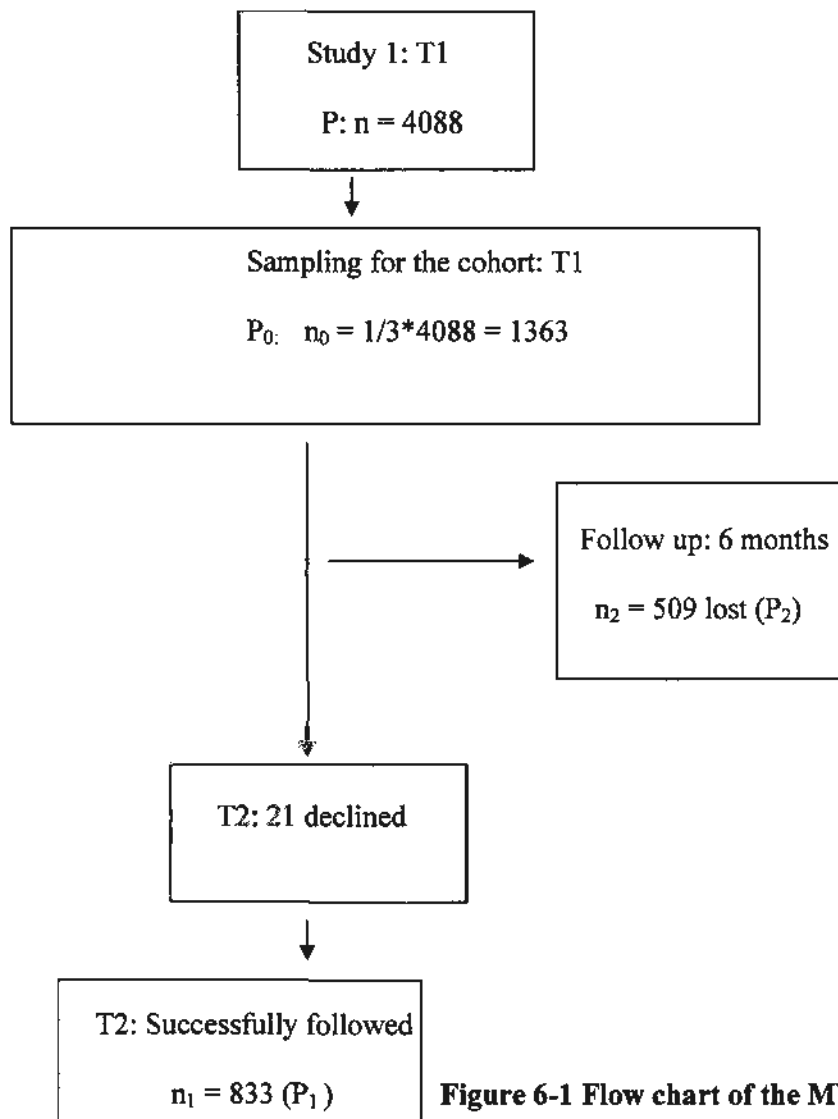 Study 1: T1
P: n = 4088
Sampling for the cohort: T1
P₀: n₀ = 1/3*4088 = 1363
Follow up: 6 months
n₂ = 509 lost (P₂)
T2: 21 declined
T2: Successfully followed
n₁ = 833 (P₁)
Figure 6-1 Flow chart of the M